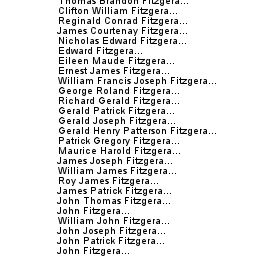 Thomas Brandon Fitzgera...
Clifton William Fitzgera...
Reginald Conrad Fitzgera...
James Courtenay Fitzgera...
Nicholas Edward Fitzgera...
Edward Fitzgera...
Eileen Maude Fitzgera...
Ernest James Fitzgera...
William Francis Joseph Fitzgera...
George Roland Fitzgera...
Richard Gerald Fitzgera...
Gerald Patrick Fitzgera...
Gerald Joseph Fitzgera...
Gerald Henry Patterson Fitzgera...
Patrick Gregory Fitzgera...
Maurice Harold Fitzgera...
James Joseph Fitzgera...
William James Fitzgera...
Roy James Fitzgera...
James Patrick Fitzgera...
John Thomas Fitzgera...
John Fitzgera...
William John Fitzgera...
John Joseph Fitzgera...
John Patrick Fitzgera...
John Fitzgera...